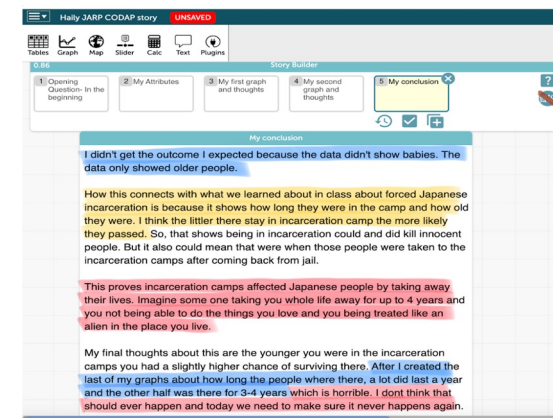 Haily JARP CODAP story UNSAVED
Tables Graph Map Slider Calc Text Plugins
0.86 Story Builder
1 Opening Question- In the beginning
2 My Attributes
3 My first graph and thoughts
4 My second graph and thoughts
5 My conclusion
My conclusion
I didn't get the outcome I expected because the data didn't show babies. The
data only showed older people.
How this connects with what we learned about in class about forced Japanese
incarceration is because it shows how long they were in the camp and how old
they were. I think the littler there stay in incarceration camp the more likely
they passed. So, that shows being in incarceration could and did kill innocent
people. But it also could mean that were when those people were taken to the
incarceration camps after coming back from jail.
This proves incarceration camps affected Japanese people by taking away
their lives. Imagine some one taking you whole life away for up to 4 years and
you not being able to do the things you love and you being treated like an
alien in the place you live.
My final thoughts about this are the younger you were in the incarceration
camps you had a slightly higher chance of surviving there. After I created the
last of my graphs about how long the people where there, a lot did last a year
and the other half was there for 3-4 years which is horrible. I dont think that
should ever happen and today we need to make sure it never happens again.